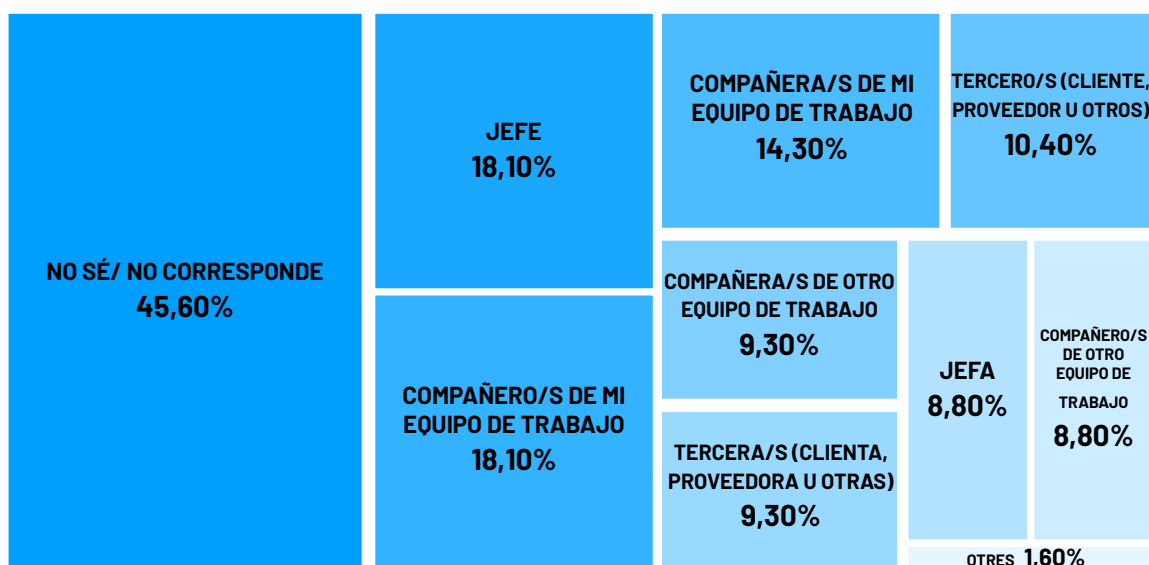 NO SÉ/ NO CORRESPONDE
45,60%
JEFE
18,10%
COMPAÑERO/S DE MI
EQUIPO DE TRABAJO
18,10%
COMPAÑERA/S DE MI
EQUIPO DE TRABAJO
14,30%
TERCERO/S (CLIENTE,
PROVEEDOR U OTROS)
10,40%
COMPAÑERA/S DE OTRO
EQUIPO DE TRABAJO
9,30%
TERCERA/S (CLIENTA,
PROVEEDORA U OTRAS)
9,30%
JEFA
8,80%
COMPAÑERO/S
DE OTRO
EQUIPO DE
TRABAJO
8,80%
OTRES 1,60%